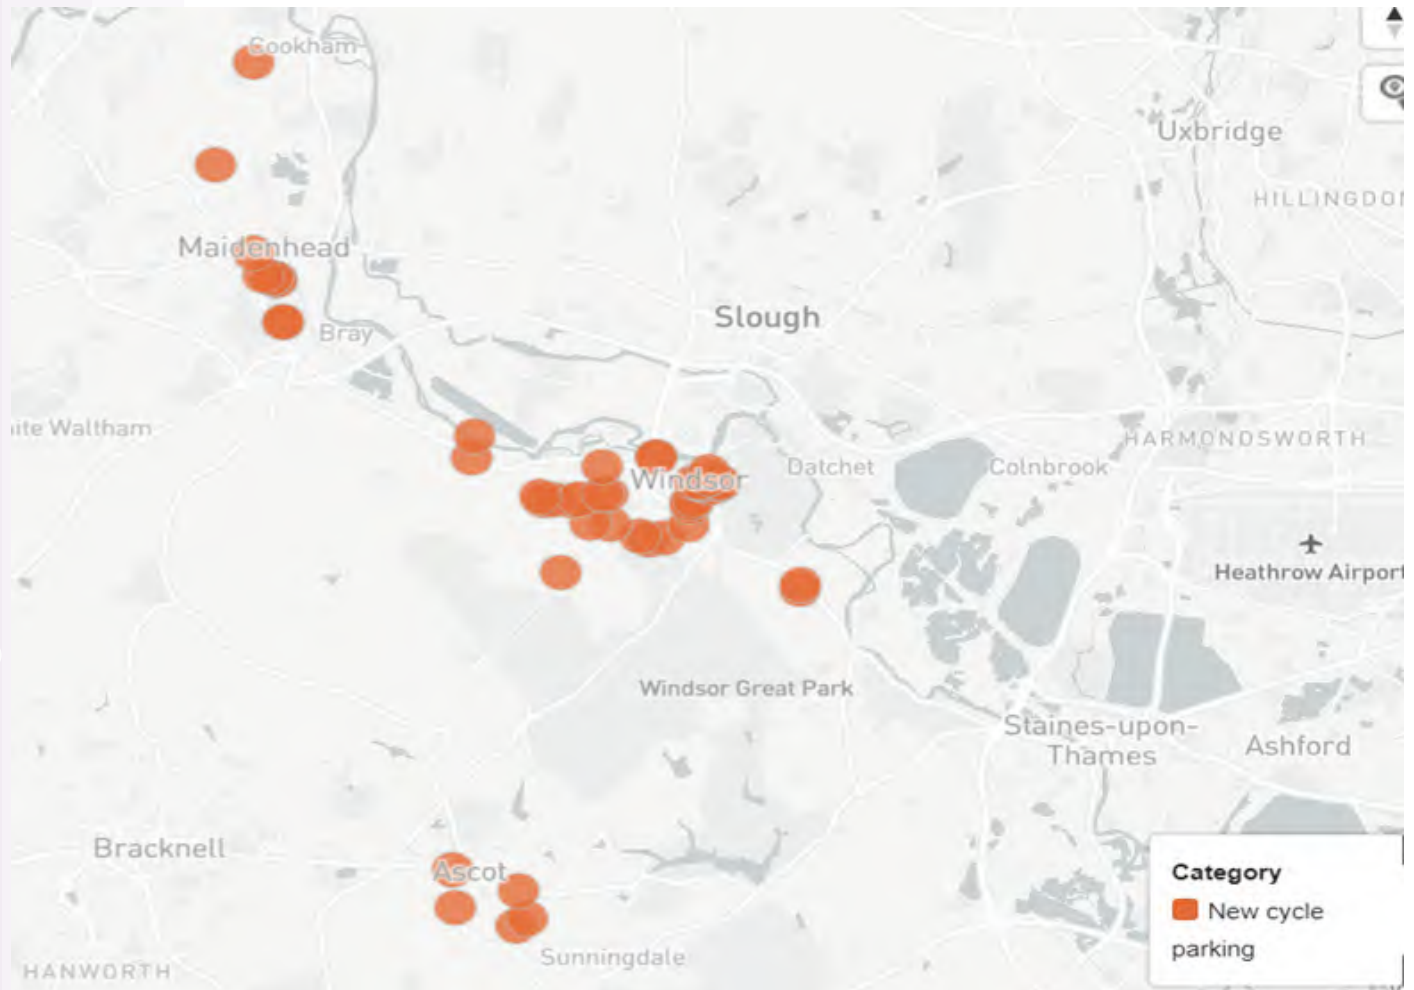 Cookham
Uxbridge
HILLINGDO
Maidenhead
Slough
Bray
ite Waltham
HARMONDSWORTH
Datchet
Colnbrook
Windsor
Heathrow Airport
Windsor Great Park
Staines-upon-
Thames
Ashford
Bracknell
Ascot
Category
New cycle
parking
Sunningdale
HANWORTH